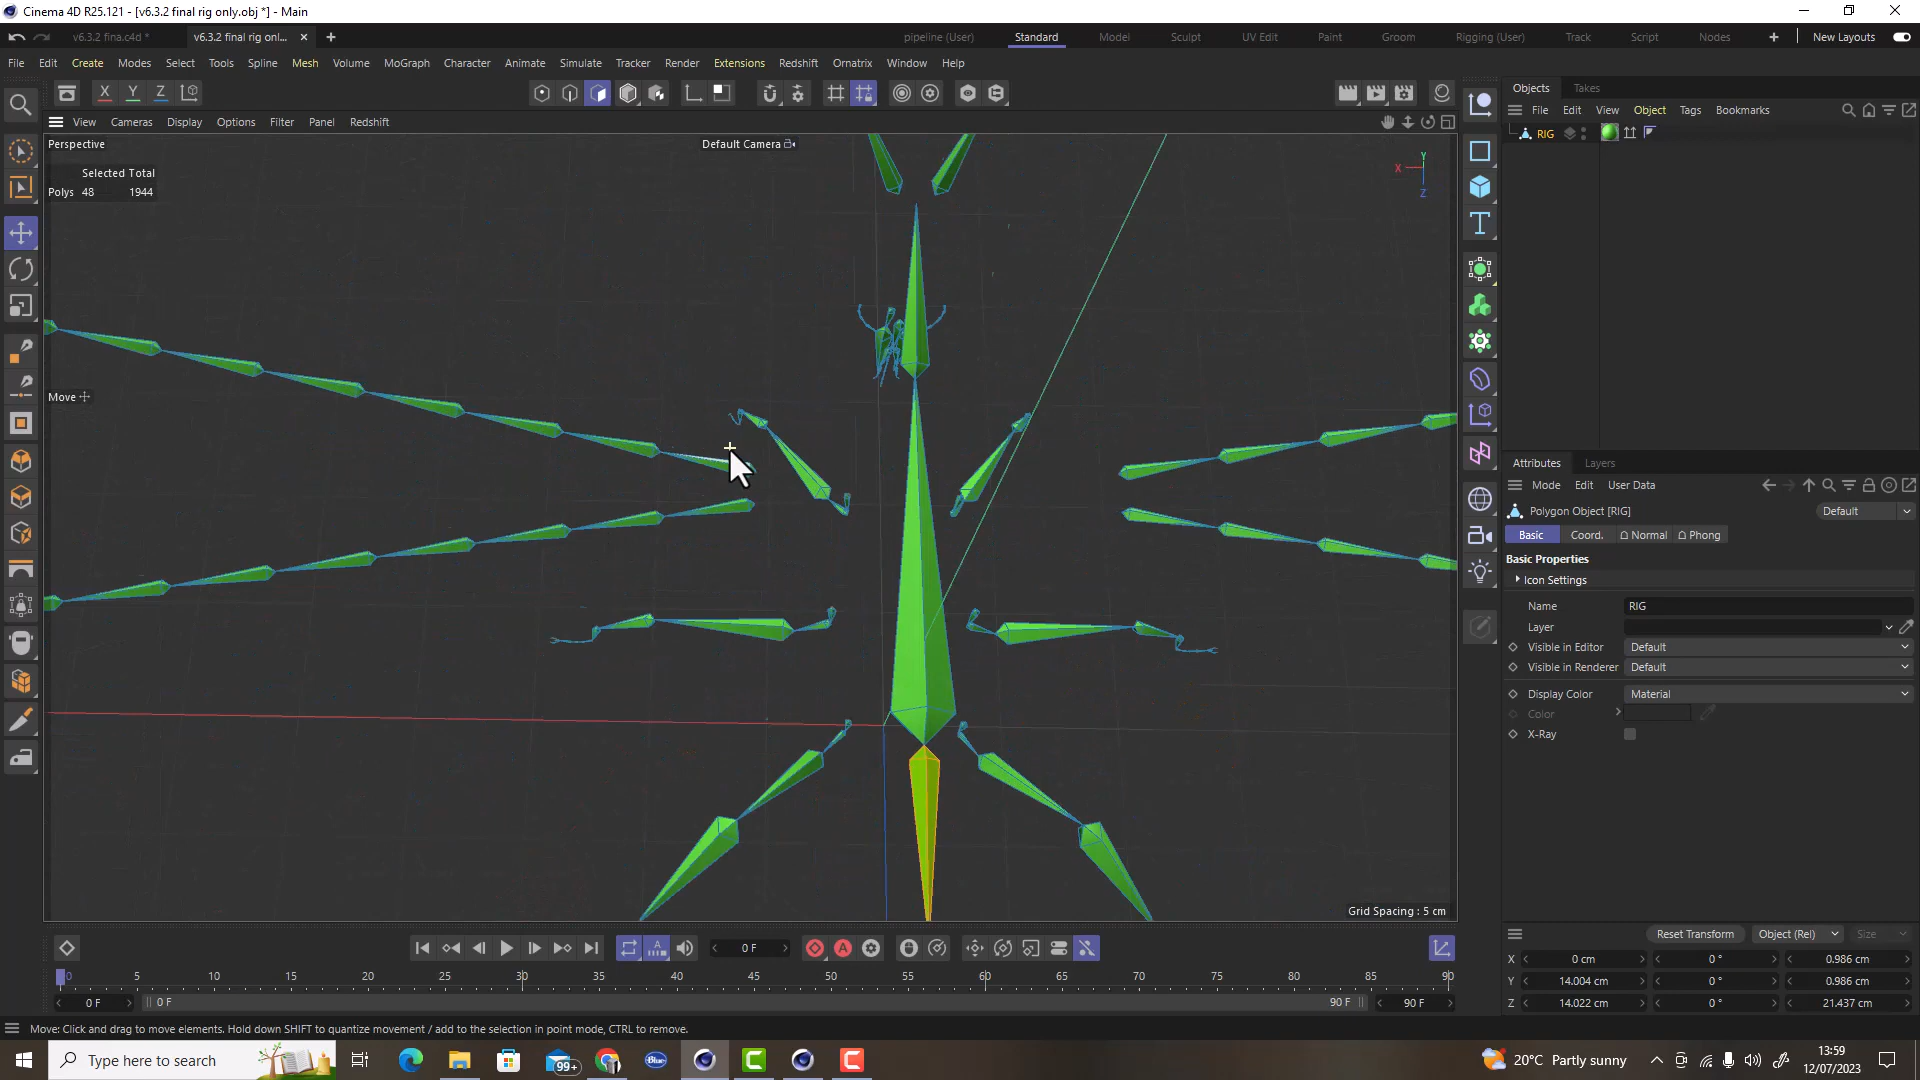 Cinema 4D R25.121 - [v6.3.2 final rig only.obj *] - Main
v6.3.2 fina.c4d *
v6.3.2 final rig onl...
pipeline (User)
Standard
Model
Sculpt
UV Edit
Paint
Groom
Rigging (User)
Track
Script
Nodes
New Layouts
File Edit Create Modes Select Tools Spline Mesh Volume MoGraph Character Animate Simulate Tracker Render Extensions Redshift Ornatrix Window Help
X Y Z
View Cameras Display Options Filter Panel Redshift
Perspective
Default Camera
Selected Total
Polys 48 1944
Y
X
Z
Move
Grid Spacing : 5 cm
Objects Takes
File Edit View Object Tags Bookmarks
RIG
Attributes Layers
Mode Edit User Data
Polygon Object [RIG]
Default
Basic Coord. Normal Phong
Basic Properties
Icon Settings
Name RIG
Layer
Visible in Editor Default
Visible in Renderer Default
Display Color Material
Color
X-Ray
Reset Transform Object (Rel) Size
X 0 cm 0 ° 0.986 cm
Y 14.004 cm 0 ° 0.986 cm
Z 14.022 cm 0 ° 21.437 cm
0 F
0 5 10 15 20 25 30 35 40 45 50 55 60 65 70 75 80 85 90
0 F 0 F 90 F 90 F
Move: Click and drag to move elements. Hold down SHIFT to quantize movement / add to the selection in point mode, CTRL to remove.
Type here to search
99+
Blue
20°C Partly sunny
13:59
12/07/2023